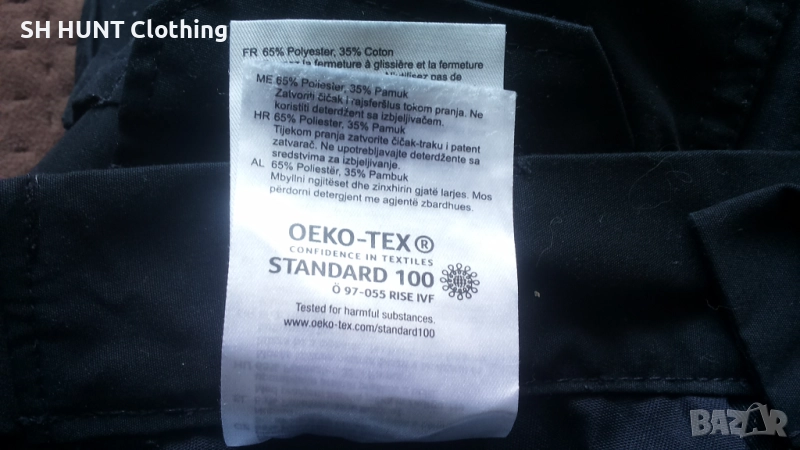 SH HUNT Clothing
FR 65% Polyester, 35% Coton
la fermeture à glissière et la fermeture
pas de
ME 65% Poliester, 35% Pamuk
Zatvoriti čičak i rajsferšlus tokom pranja. Ne
koristiti deterdžent sa izbjeljivačem.
HR 65% Poliester, 35% Pamuk
Tijekom pranja zatvorite čičak-traku i patent
zatvarač. Ne upotrebljavajte deterdžente sa
sredstvima za izbjeljivanje.
AL 65% Poliestër, 35% Pambuk
Mbyllni ngjitëset dhe zinxhirin gjatë larjes. Mos
përdorni detergjent me agjentë zbardhues.
OEKO-TEX®
CONFIDENCE IN TEXTILES
STANDARD 100
Ö 97-055 RISE IVF
Tested for harmful substances.
www.oeko-tex.com/standard100
BAZAR